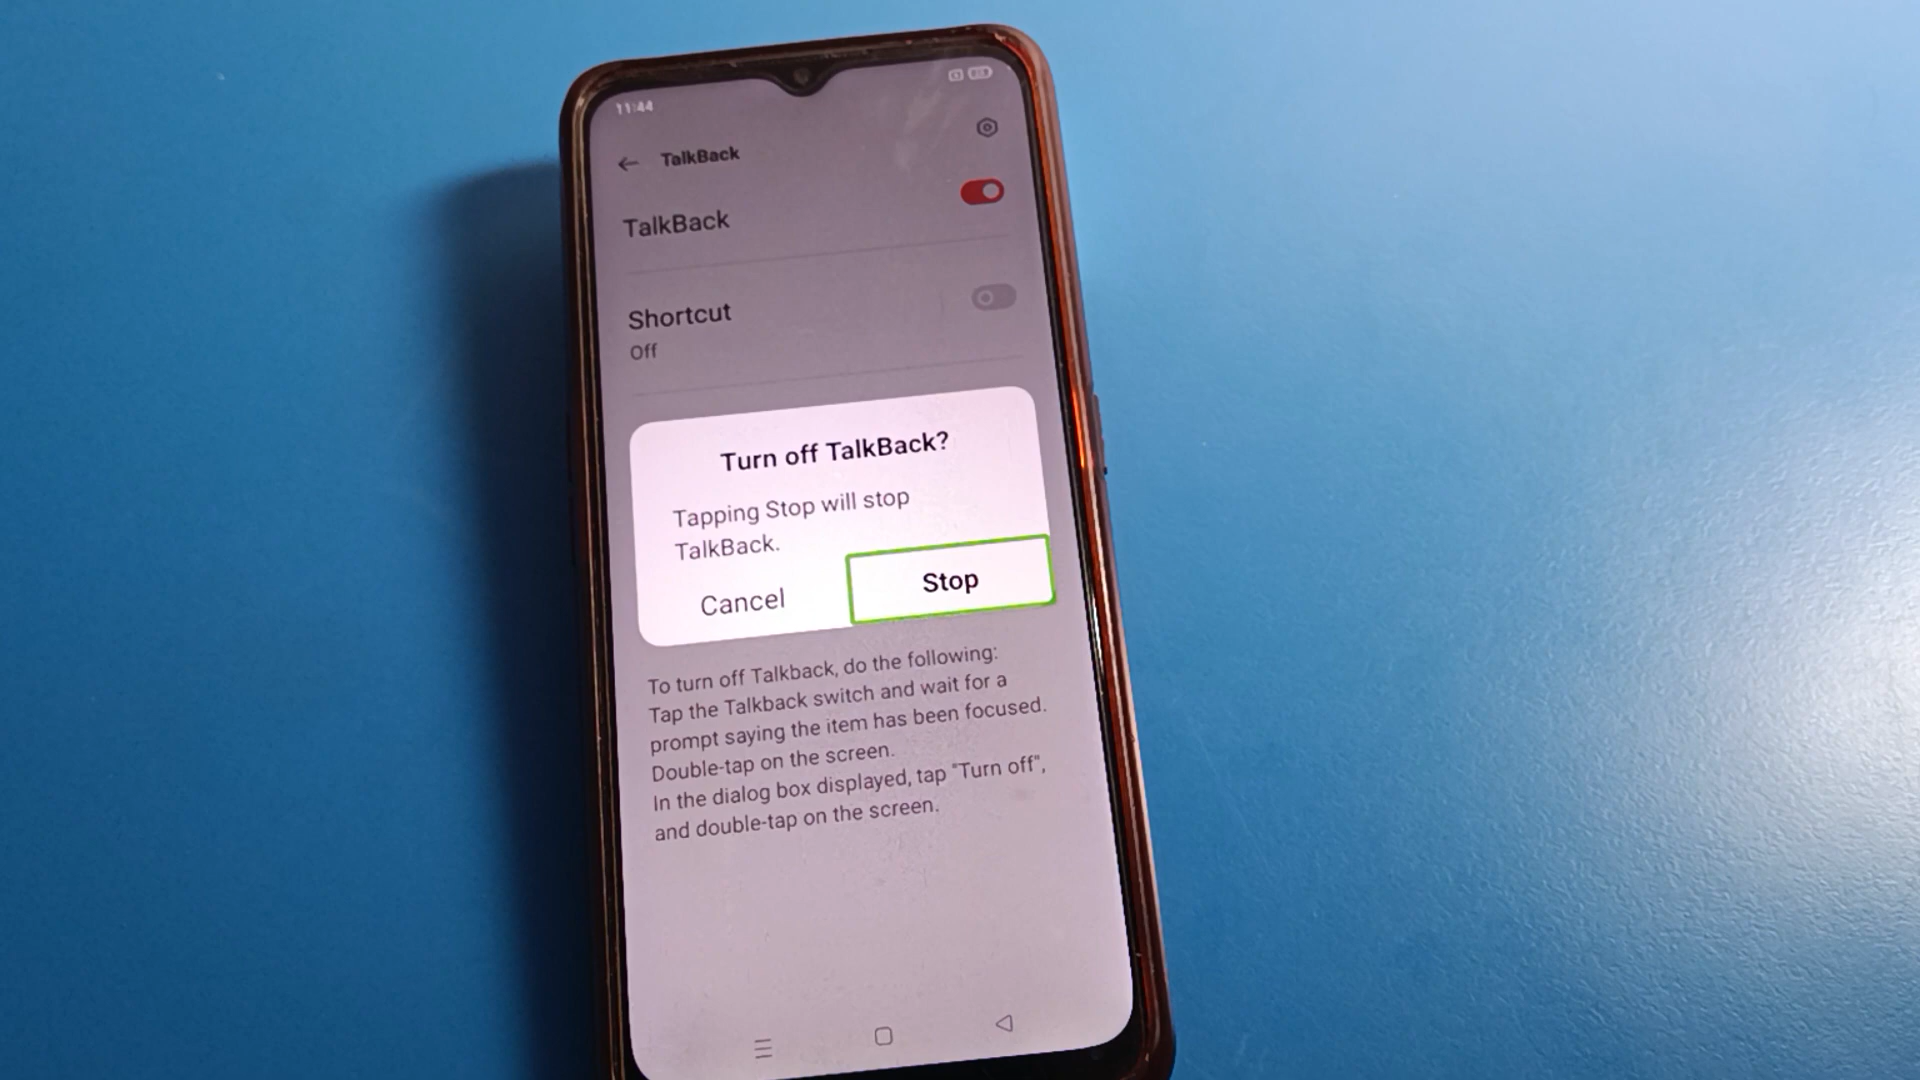 11:44
TalkBack
TalkBack
Shortcut
Off
Turn off TalkBack?
Tapping Stop will stop
TalkBack.
Cancel
Stop
To turn off Talkback, do the following:
Tap the Talkback switch and wait for a
prompt saying the item has been focused.
Double-tap on the screen.
In the dialog box displayed, tap "Turn off",
and double-tap on the screen.